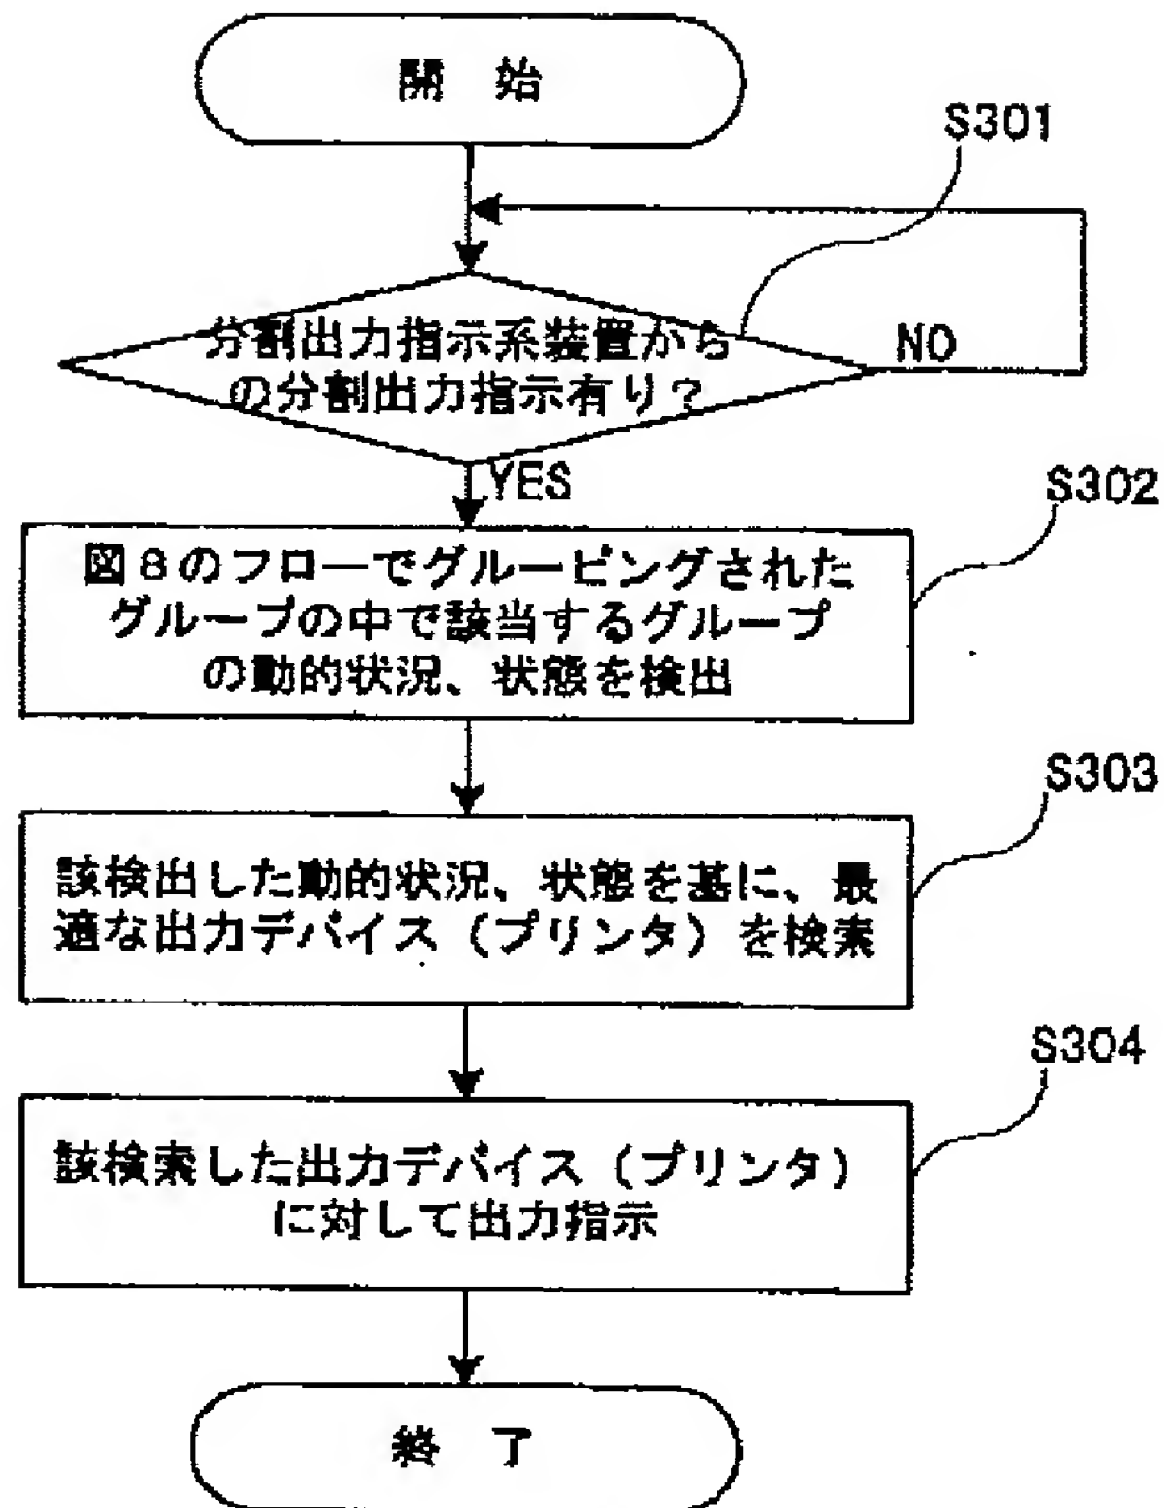 開 始
S301
分割出力指示系装置から
の分割出力指示有り？
NO
YES
S302
図８のフローでグルーピングされた
グループの中で該当するグループ
の動的状況、状態を検出
S303
該検出した動的状況、状態を基に、最
適な出力デバイス（プリンタ）を検索
S304
該検索した出力デバイス（プリンタ）
に対して出力指示
終 了